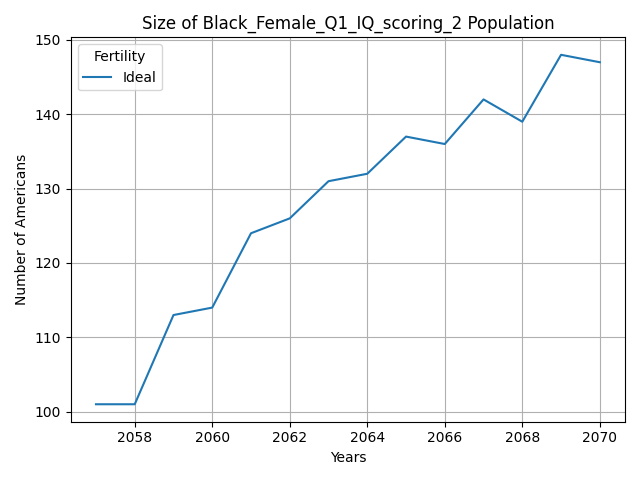 Size of Black_Female_Q1_IQ_scoring_2 Population
Fertility
Ideal
Number of Americans
150
140
130
120
110
100
2058 2060 2062 2064 2066 2068 2070
Years